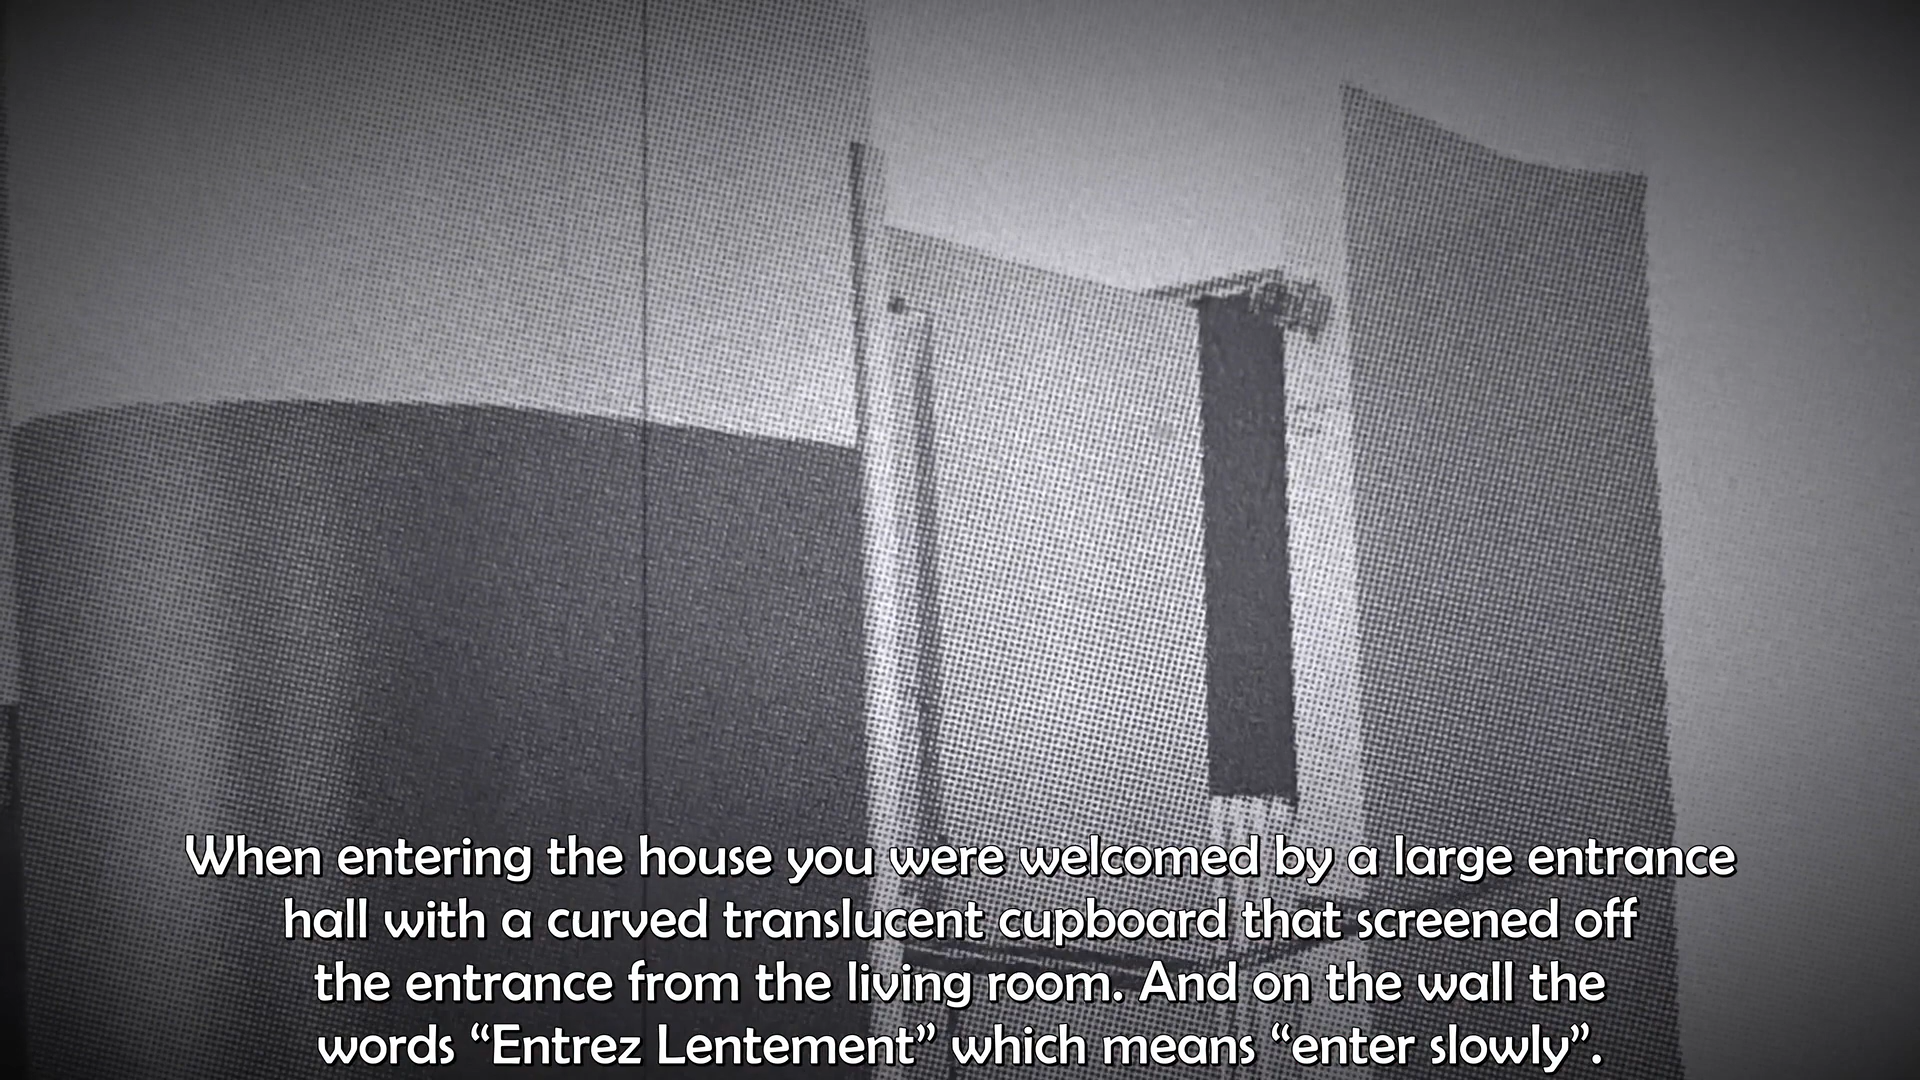 When entering the house you were welcomed by a large entrance
hall with a curved translucent cupboard that screened off
the entrance from the living room. And on the wall the
words “Entrez Lentement” which means “enter slowly”.